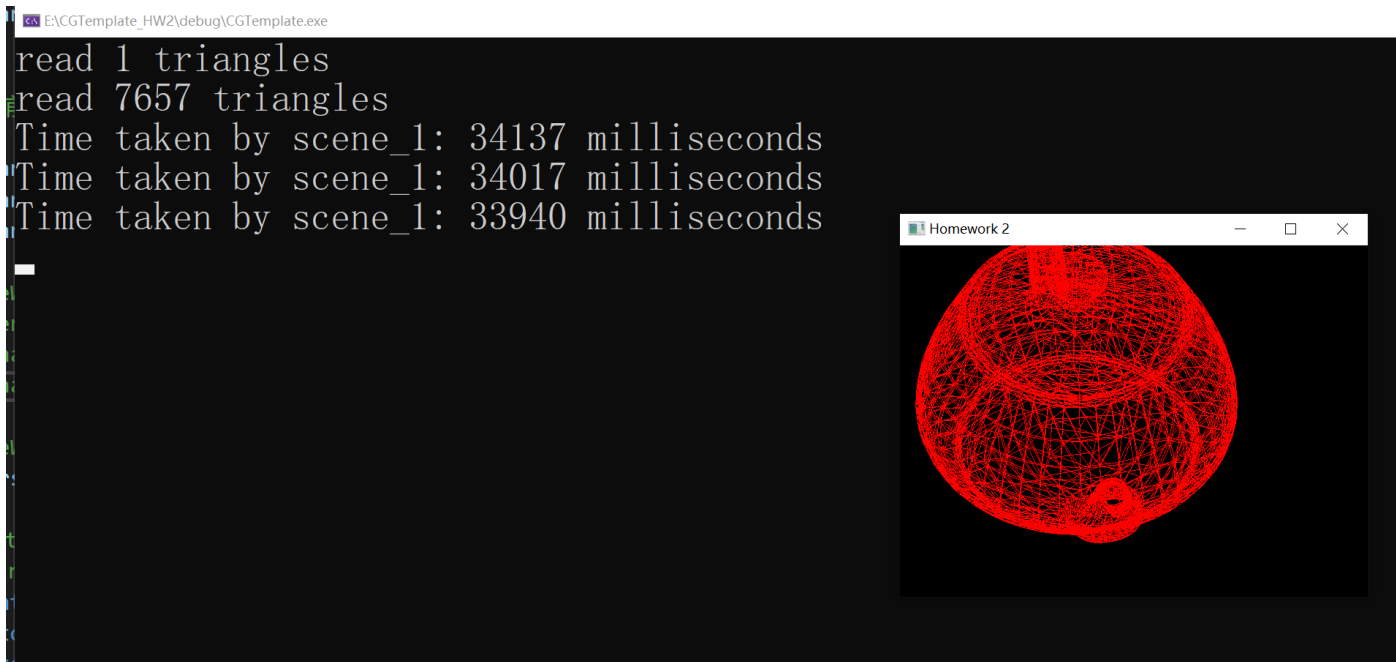 E:\CGTemplate_HW2\debug\CGTemplate.exe
read 1 triangles
read 7657 triangles
Time taken by scene_1: 34137 milliseconds
Time taken by scene_1: 34017 milliseconds
Time taken by scene_1: 33940 milliseconds
Homework 2